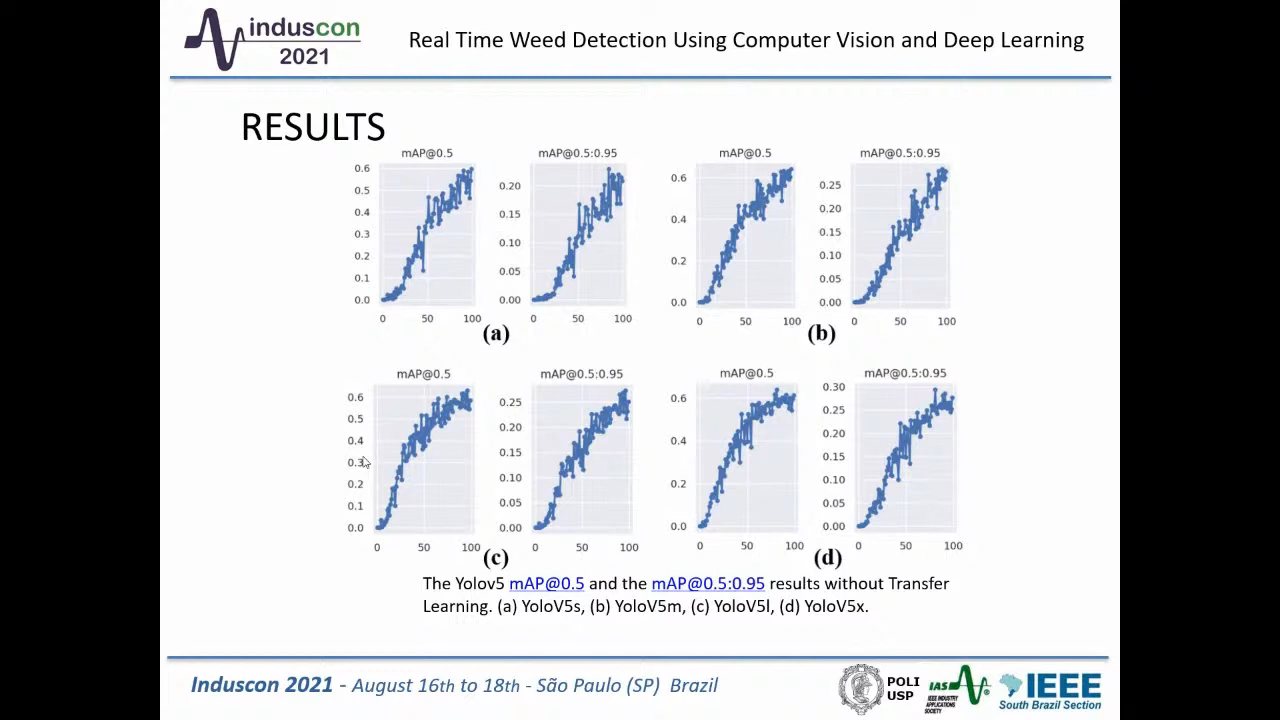 induscon
2021
Real Time Weed Detection Using Computer Vision and Deep Learning
RESULTS
mAP@0.5
0.6
0.5
0.4
0.3
0.2
0.1
0.0
0 50 100
mAP@0.5:0.95
0.20
0.15
0.10
0.05
0.00
0 50 100
(a)
mAP@0.5
0.6
0.4
0.2
0.0
0 50 100
mAP@0.5:0.95
0.25
0.20
0.15
0.10
0.05
0.00
0 50 100
(b)
mAP@0.5
0.6
0.5
0.4
0.3
0.2
0.1
0.0
0 50 100
mAP@0.5:0.95
0.25
0.20
0.15
0.10
0.05
0.00
0 50 100
(c)
mAP@0.5
0.6
0.4
0.2
0.0
0 50 100
mAP@0.5:0.95
0.30
0.25
0.20
0.15
0.10
0.05
0.00
0 50 100
(d)
The Yolov5 mAP@0.5 and the mAP@0.5:0.95 results without Transfer
Learning. (a) YoloV5s, (b) YoloV5m, (c) YoloV5l, (d) YoloV5x.
Induscon 2021 - August 16th to 18th - São Paulo (SP) Brazil
POLI
USP
IAS
IEEE INDUSTRY
APPLICATIONS
SOCIETY
®
IEEE
South Brazil Section